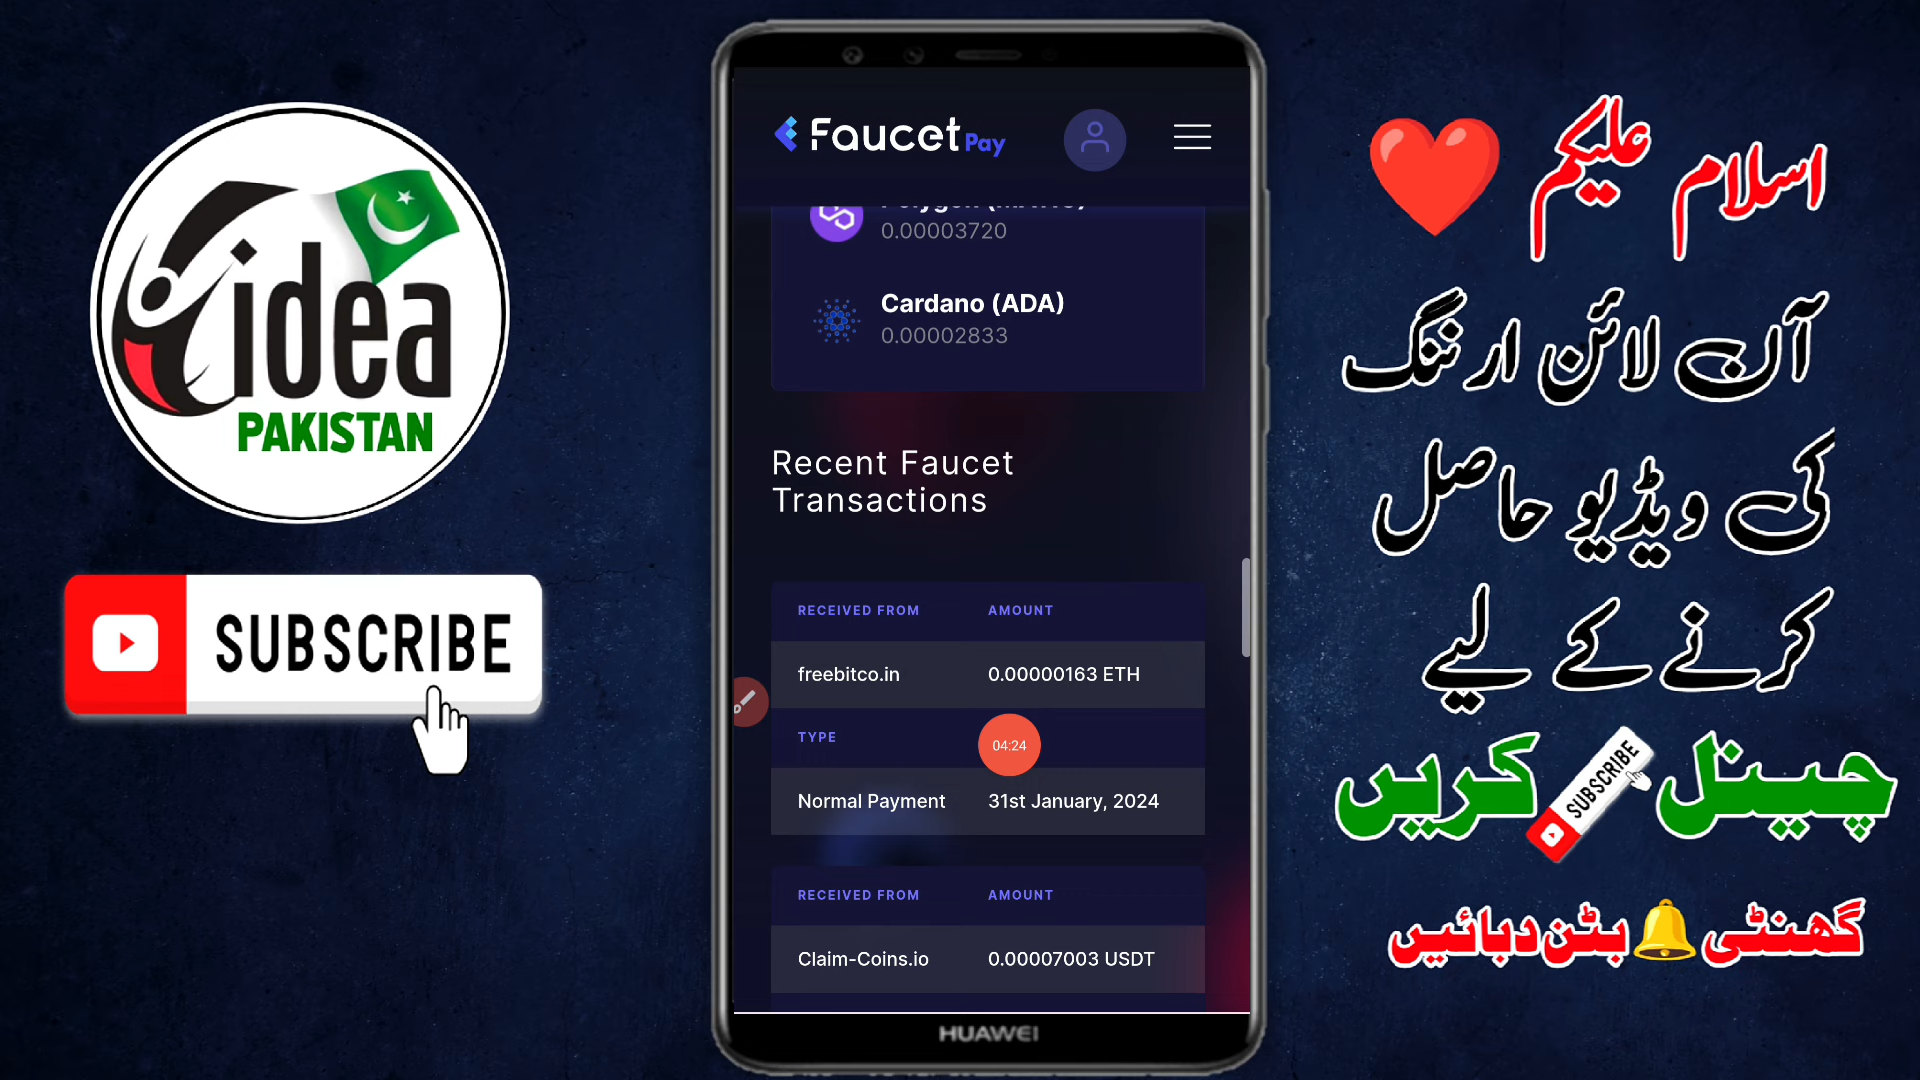 idea
PAKISTAN
SUBSCRIBE
Faucet Pay
0.00003720
Cardano (ADA)
0.00002833
Recent Faucet
Transactions
RECEIVED FROM AMOUNT
freebitco.in 0.00000163 ETH
TYPE
04:24
Normal Payment 31st January, 2024
RECEIVED FROM AMOUNT
Claim-Coins.io 0.00007003 USDT
HUAWEI
اسلام علیکم
آن لائن ارننگ
کی ویڈیو حاصل
کرنے کے لیے
چینل SUBSCRIBE کریں
گھنٹی🔔بٹن دبائیں